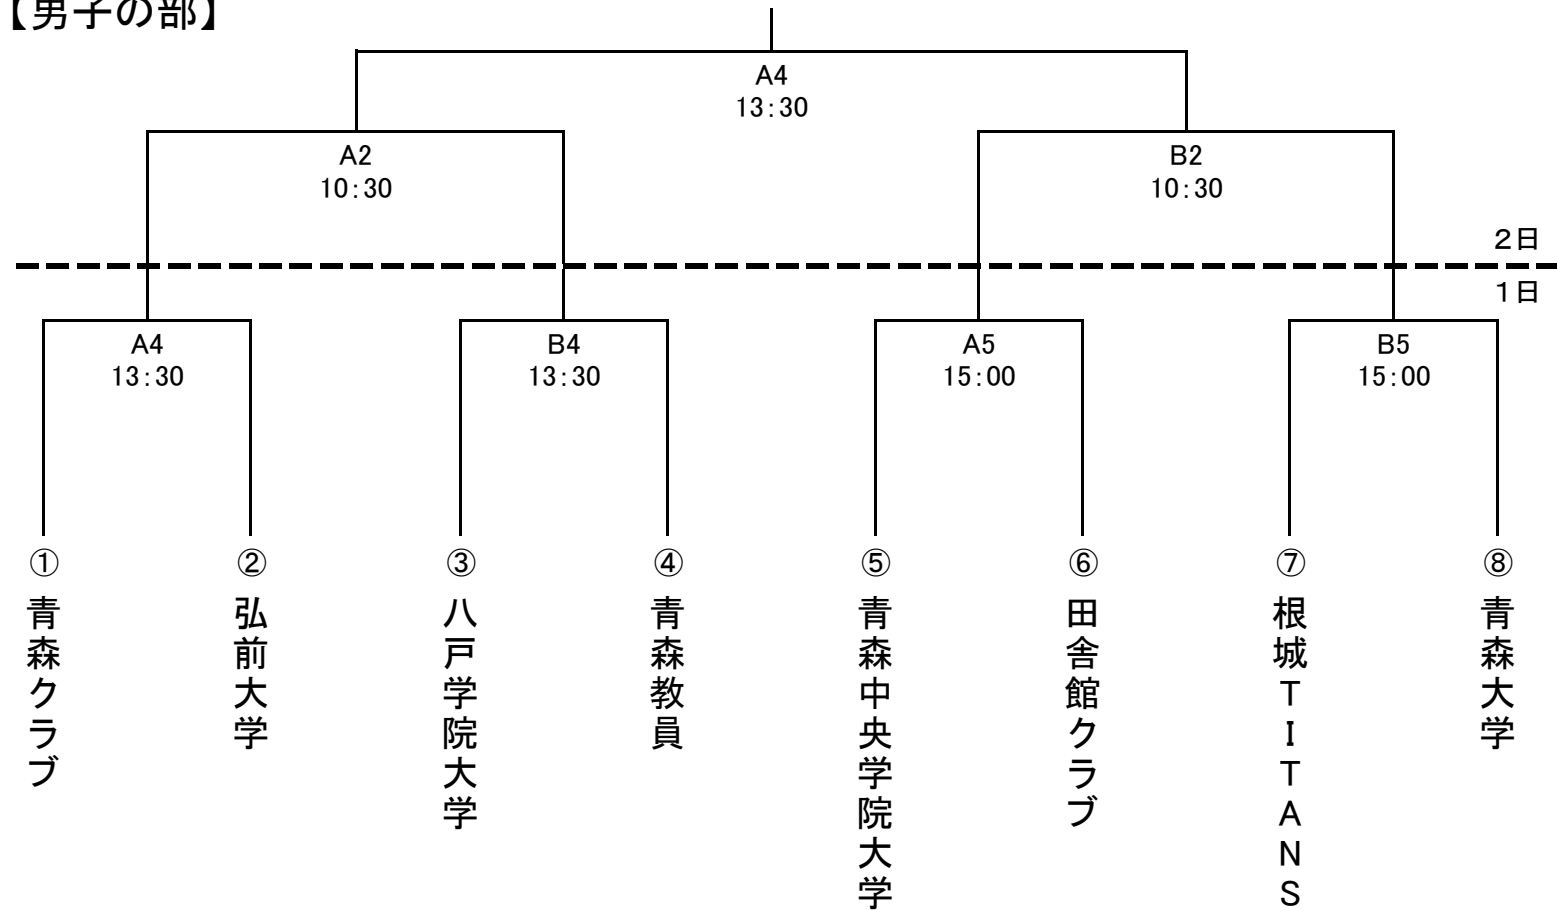 【男子の部】
A4
13:30
A2
10:30
B2
10:30
2日
1日
A4
13:30
B4
13:30
A5
15:00
B5
15:00
①
青森クラブ
②
弘前大学
③
八戸学院大学
④
青森教員
⑤
青森中央学院大学
⑥
田舎館クラブ
⑦
根城TITANS
⑧
青森大学